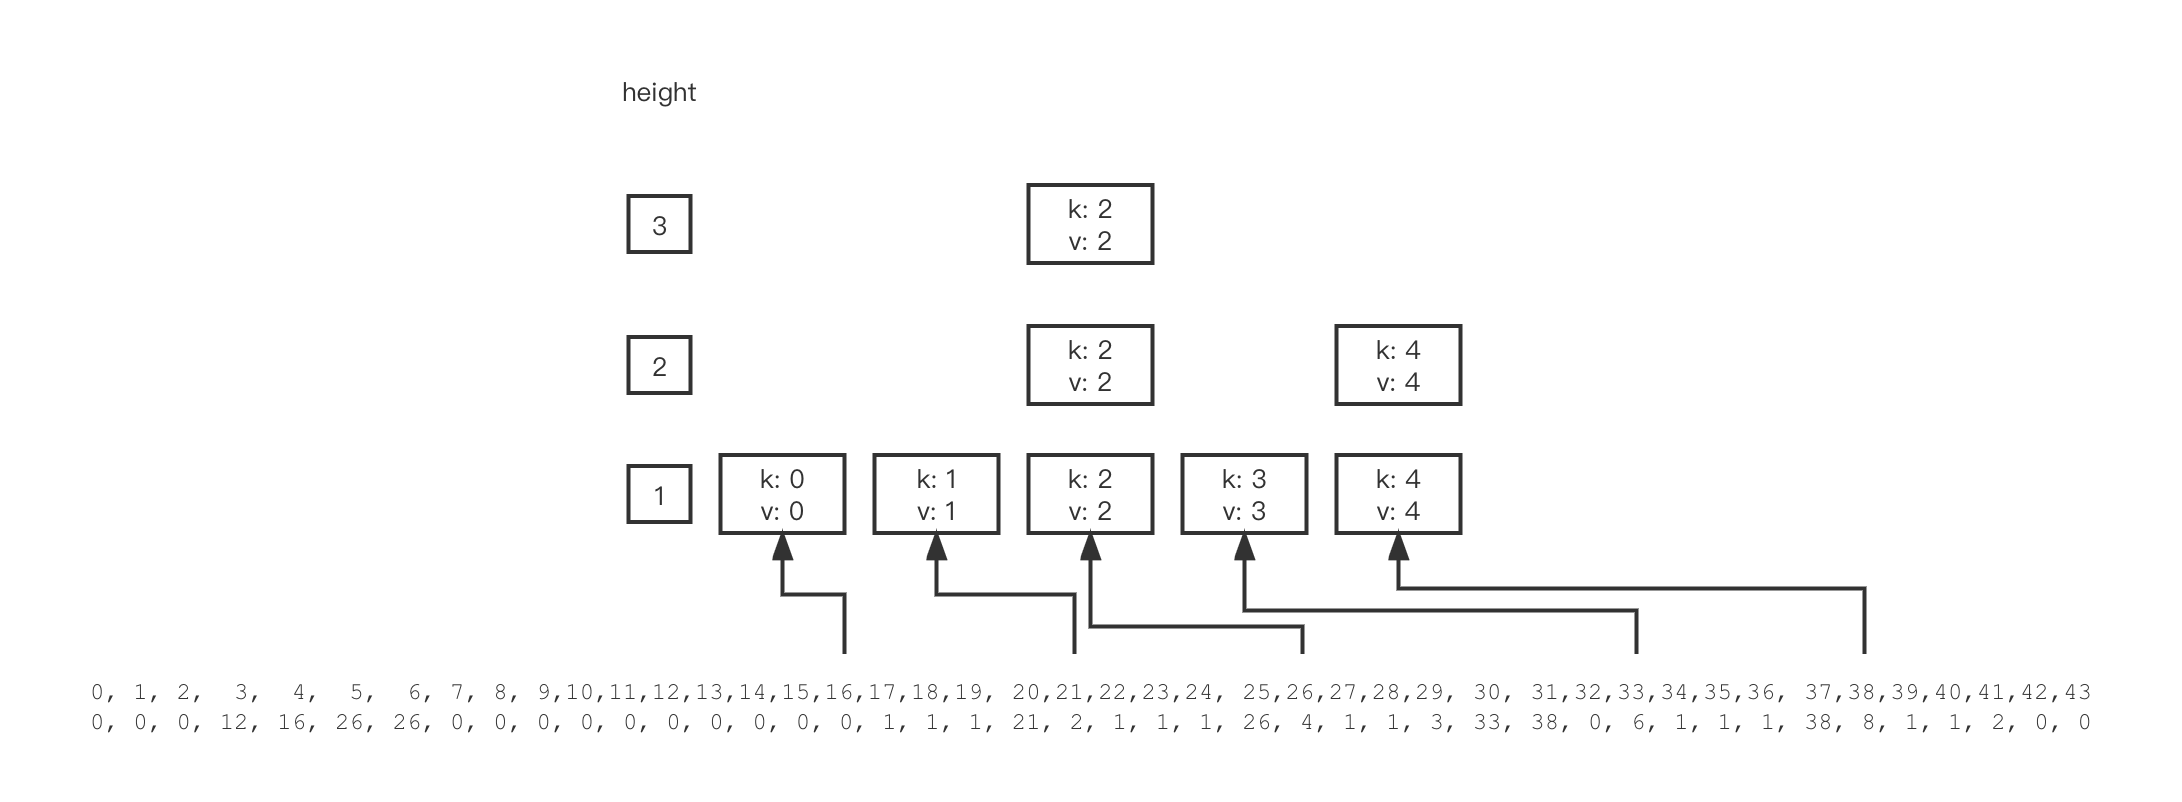 height
3
k: 2
v: 2
2
k: 2
v: 2
k: 4
v: 4
1
k: 0
v: 0
k: 1
v: 1
k: 2
v: 2
k: 3
v: 3
k: 4
v: 4
0, 1, 2, 3, 4, 5, 6, 7, 8, 9,10,11,12,13,14,15,16,17,18,19, 20,21,22,23,24, 25,26,27,28,29, 30, 31,32,33,34,35,36, 37,38,39,40,41,42,43
0, 0, 0, 12, 16, 26, 26, 0, 0, 0, 0, 0, 0, 0, 0, 0, 0, 1, 1, 1, 21, 2, 1, 1, 1, 26, 4, 1, 1, 3, 33, 38, 0, 6, 1, 1, 1, 38, 8, 1, 1, 2, 0, 0